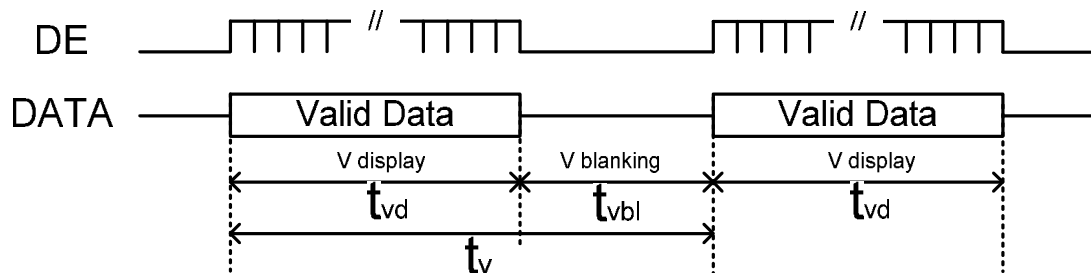 DE // //
DATA Valid Data Valid Data
V display V blanking V display
tvd tvbl tvd
tv